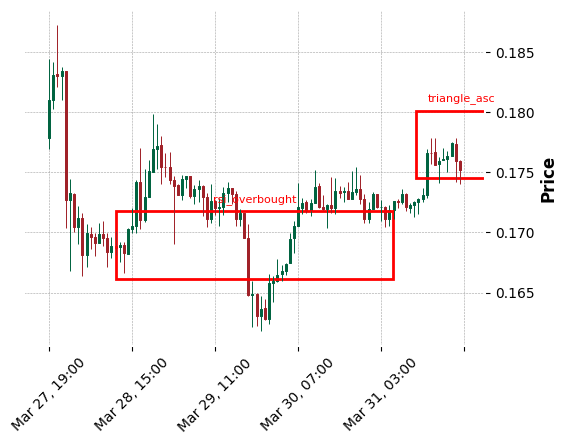 0.185
triangle_asc
0.180
0.175
rsi_overbought
Price
0.170
0.165
Mar 27, 19:00
Mar 28, 15:00
Mar 29, 11:00
Mar 30, 07:00
Mar 31, 03:00